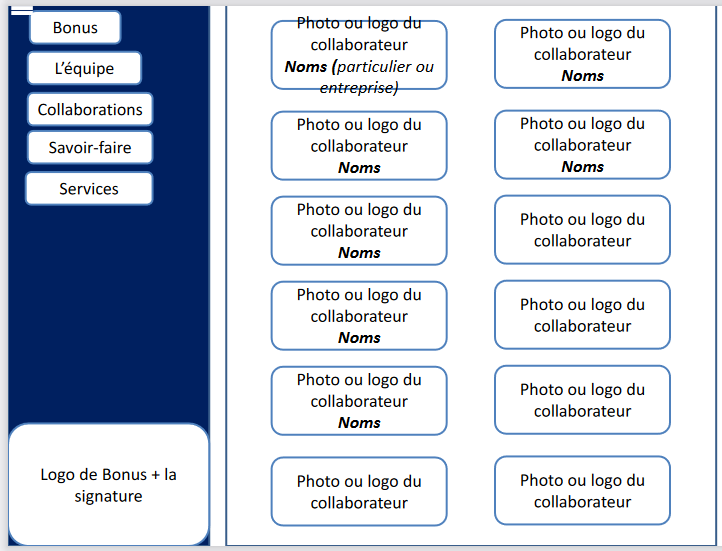 Bonus
L’équipe
Collaborations
Savoir-faire
Services
Logo de Bonus + la
signature
Photo ou logo du
collaborateur
Noms (particulier ou
entreprise)
Photo ou logo du
collaborateur
Noms
Photo ou logo du
collaborateur
Noms
Photo ou logo du
collaborateur
Noms
Photo ou logo du
collaborateur
Noms
Photo ou logo du
collaborateur
Photo ou logo du
collaborateur
Noms
Photo ou logo du
collaborateur
Photo ou logo du
collaborateur
Noms
Photo ou logo du
collaborateur
Photo ou logo du
collaborateur
Photo ou logo du
collaborateur